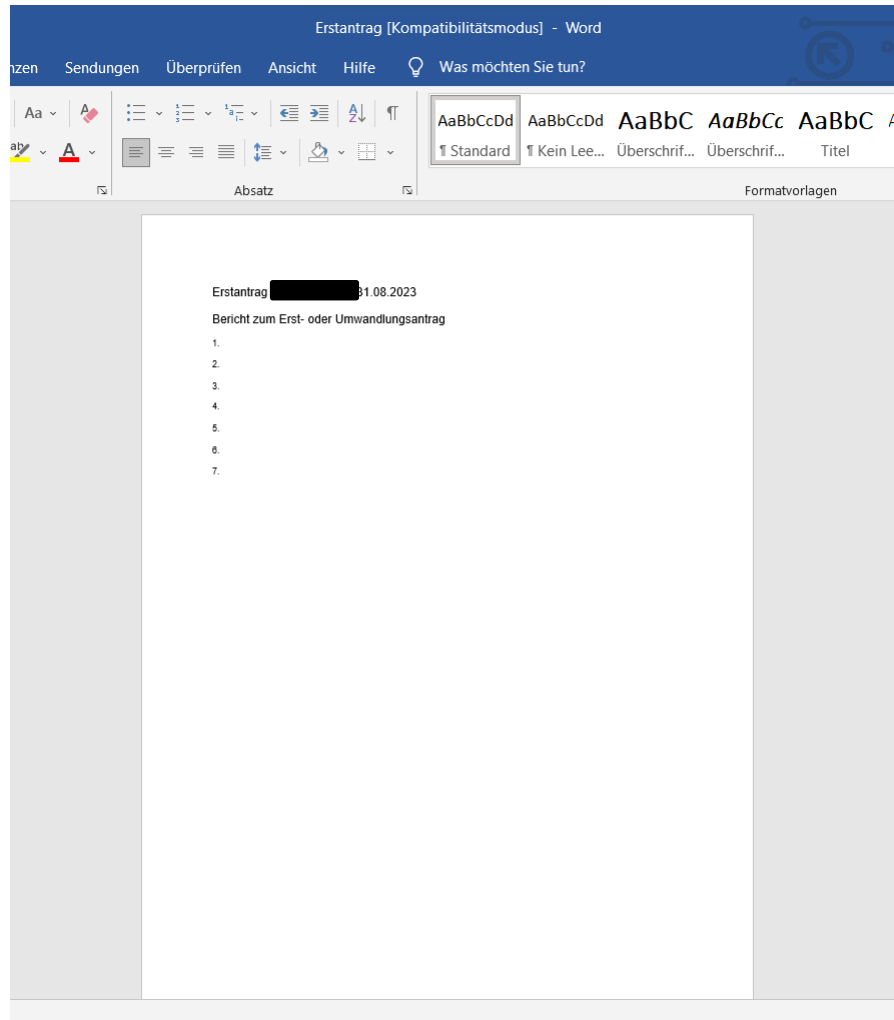 Erstantrag [Kompatibilitätsmodus] - Word
nzen Sendungen Überprüfen Ansicht Hilfe Was möchten Sie tun?
Aa
AaBbCcDd AaBbCcDd AaBbC AaBbCc AaBbC
ab A ¶ Standard ¶ Kein Lee... Überschrif... Überschrif... Titel
Absatz Formatvorlagen
Erstantrag 31.08.2023
Bericht zum Erst- oder Umwandlungsantrag
1.
2.
3.
4.
5.
6.
7.